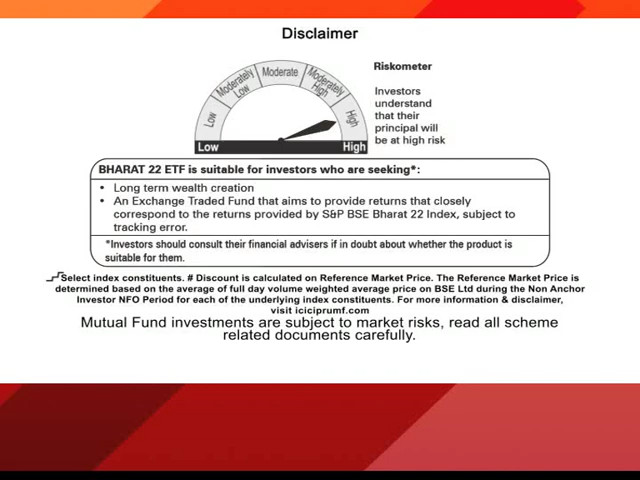 Disclaimer
Low
Moderately Low
Moderate
Moderately High
High
Low High
Riskometer
Investors
understand
that their
principal will
be at high risk
BHARAT 22 ETF is suitable for investors who are seeking*:
• Long term wealth creation
• An Exchange Traded Fund that aims to provide returns that closely
correspond to the returns provided by S&P BSE Bharat 22 Index, subject to
tracking error.
*Investors should consult their financial advisers if in doubt about whether the product is
suitable for them.
Select index constituents. # Discount is calculated on Reference Market Price. The Reference Market Price is
determined based on the average of full day volume weighted average price on BSE Ltd during the Non Anchor
Investor NFO Period for each of the underlying index constituents. For more information & disclaimer,
visit iciciprumf.com
Mutual Fund investments are subject to market risks, read all scheme
related documents carefully.